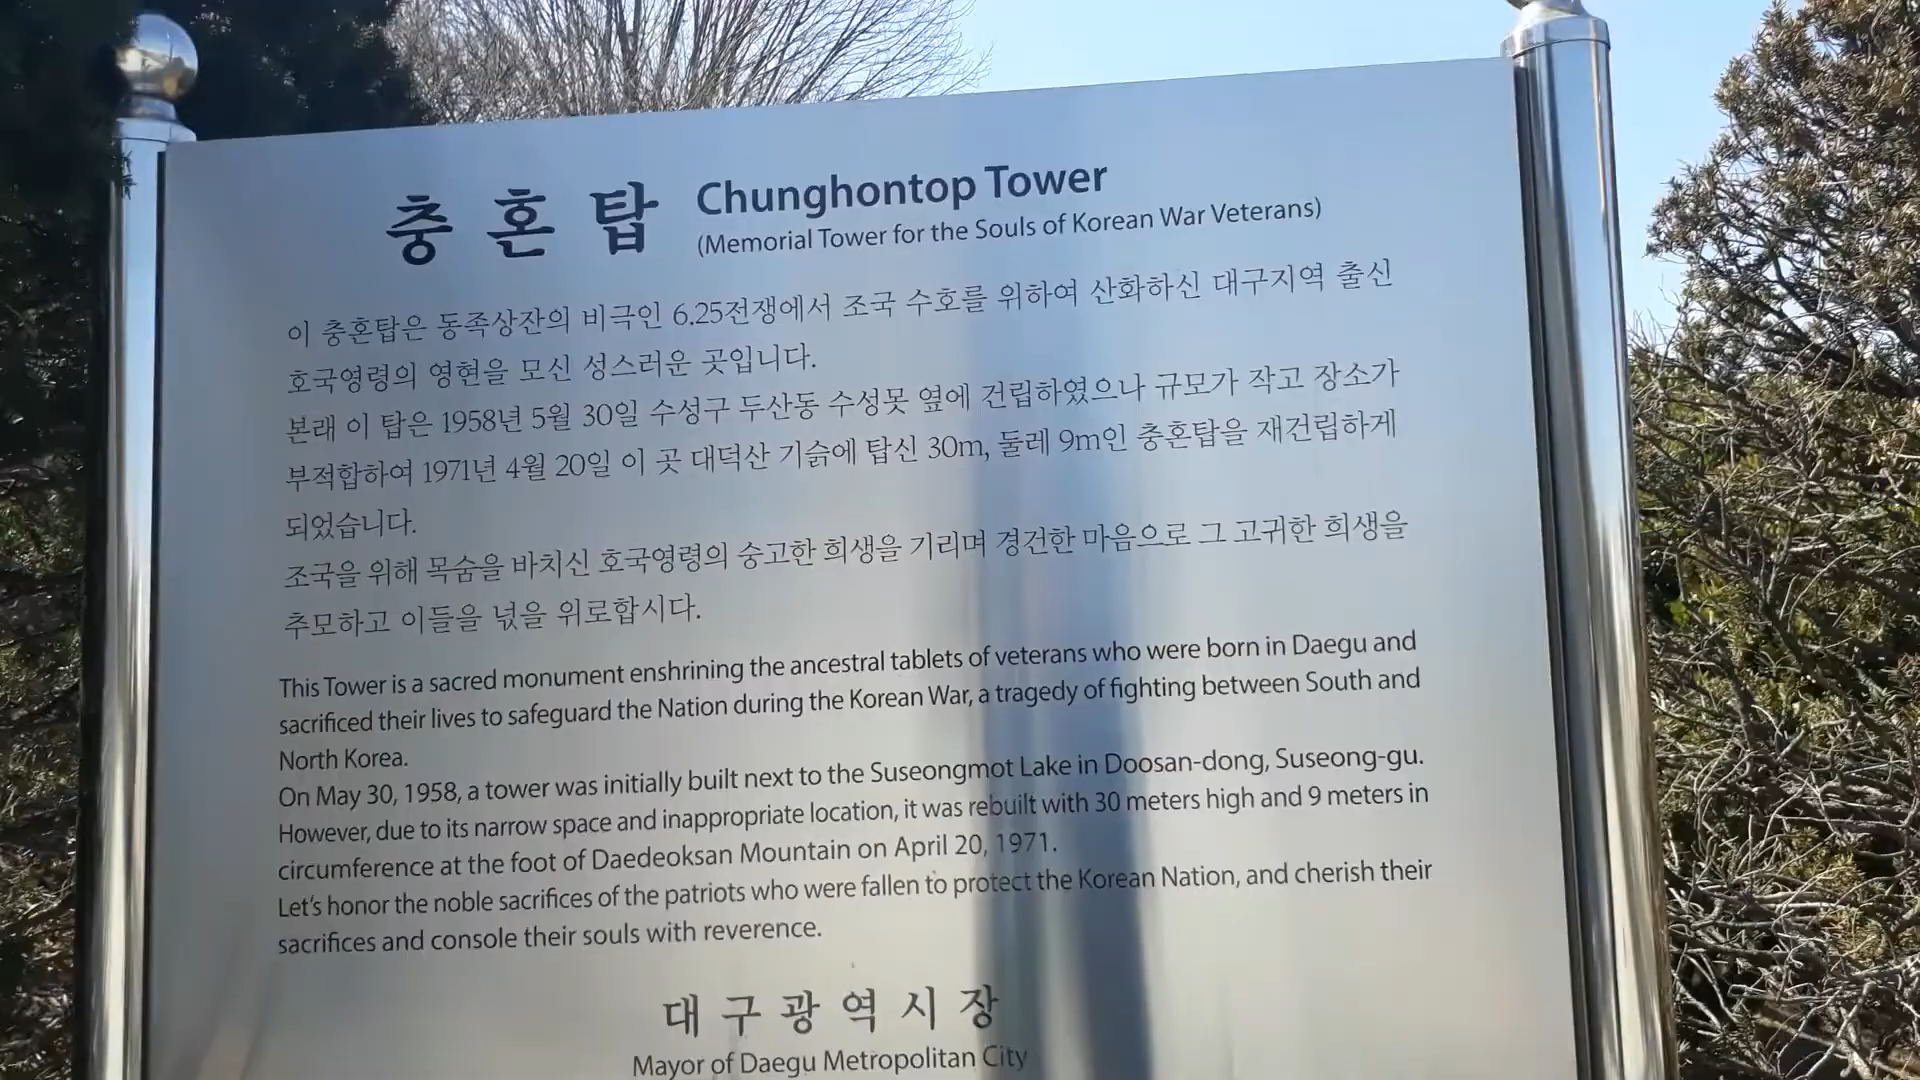 충혼탑 Chunghontop Tower
(Memorial Tower for the Souls of Korean War Veterans)
이 충혼탑은 동족상잔의 비극인 6.25전쟁에서 조국 수호를 위하여 산화하신 대구지역 출신
호국영령의 영현을 모신 성스러운 곳입니다.
본래 이 탑은 1958년 5월 30일 수성구 두산동 수성못 옆에 건립하였으나 규모가 작고 장소가
부적합하여 1971년 4월 20일 이 곳 대덕산 기슭에 탑신 30m, 둘레 9m인 충혼탑을 재건립하게
되었습니다.
조국을 위해 목숨을 바치신 호국영령의 숭고한 희생을 기리며 경건한 마음으로 그 고귀한 희생을
추모하고 이들을 넋을 위로합시다.
This Tower is a sacred monument enshrining the ancestral tablets of veterans who were born in Daegu and
sacrificed their lives to safeguard the Nation during the Korean War, a tragedy of fighting between South and
North Korea.
On May 30, 1958, a tower was initially built next to the Suseongmot Lake in Doosan-dong, Suseong-gu.
However, due to its narrow space and inappropriate location, it was rebuilt with 30 meters high and 9 meters in
circumference at the foot of Daedeoksan Mountain on April 20, 1971.
Let's honor the noble sacrifices of the patriots who were fallen to protect the Korean Nation, and cherish their
sacrifices and console their souls with reverence.
대구광역시장
Mayor of Daegu Metropolitan City